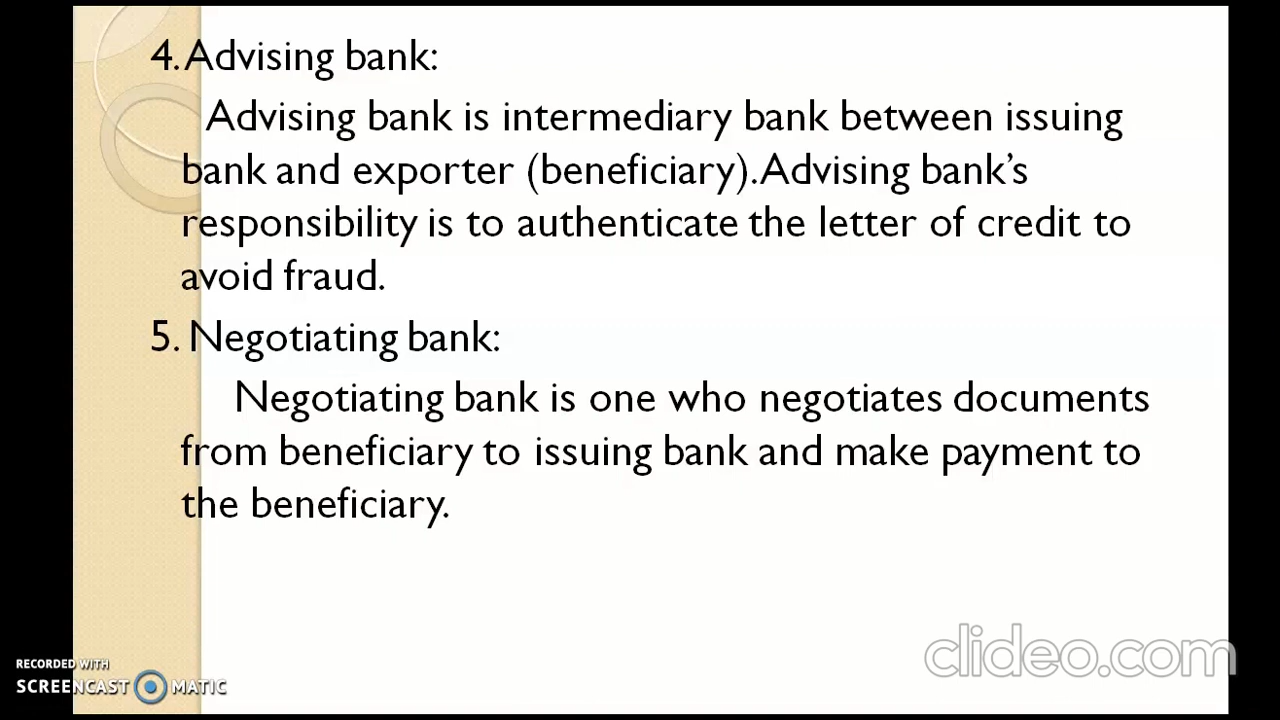 4. Advising bank:
Advising bank is intermediary bank between issuing
bank and exporter (beneficiary). Advising bank’s
responsibility is to authenticate the letter of credit to
avoid fraud.
5. Negotiating bank:
Negotiating bank is one who negotiates documents
from beneficiary to issuing bank and make payment to
the beneficiary.
clideo.com
RECORDED WITH
SCREENCAST MATIC